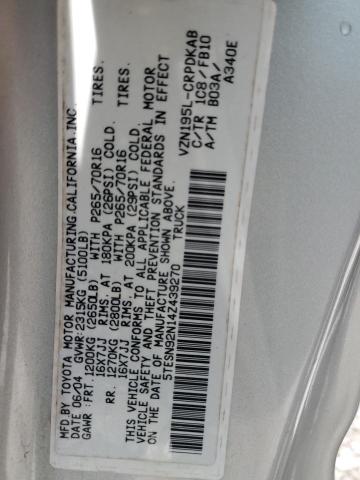 MFD BY TOYOTA MOTOR MANUFACTURING,CALIFORNIA,INC.
DATE 06/04 GVWR:2315KG(5100LB)
GAWR :FRT.1200KG (2650LB) WITH P265/70R16 TIRES.
16X7JJ RIMS. AT 180KPA (26PSI) COLD.
RR. 1270KG (2800LB) WITH P265/70R16 TIRES.
16X7JJ RIMS. AT 200KPA (29PSI) COLD.
THIS VEHICLE CONFORMS TO ALL APPLICABLE FEDERAL MOTOR
VEHICLE SAFETY AND THEFT PREVENTION STANDARDS IN EFFECT
ON THE DATE OF MANUFACTURE SHOWN ABOVE.
5TESN92N14Z439270
TRUCK
VZN195L-CRPDKAB
C/TR 1C8/FB10
A/TM B03A/
A340E